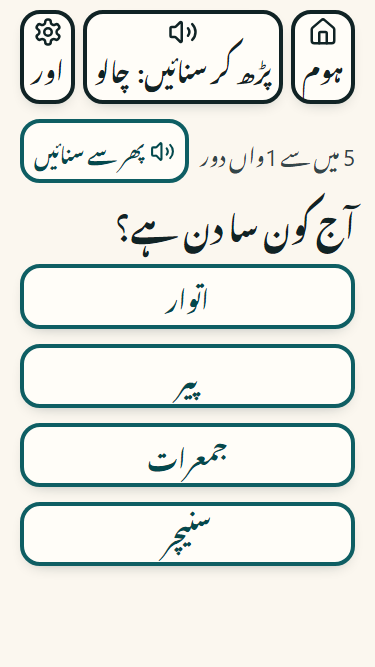 ہوم
پڑھ کر سنائیں: چالو
اور
5 میں سے 1واں دور
پھر سے سنائیں
آج کون سا دن ہے؟
اتوار
پیر
جمعرات
سنیچر